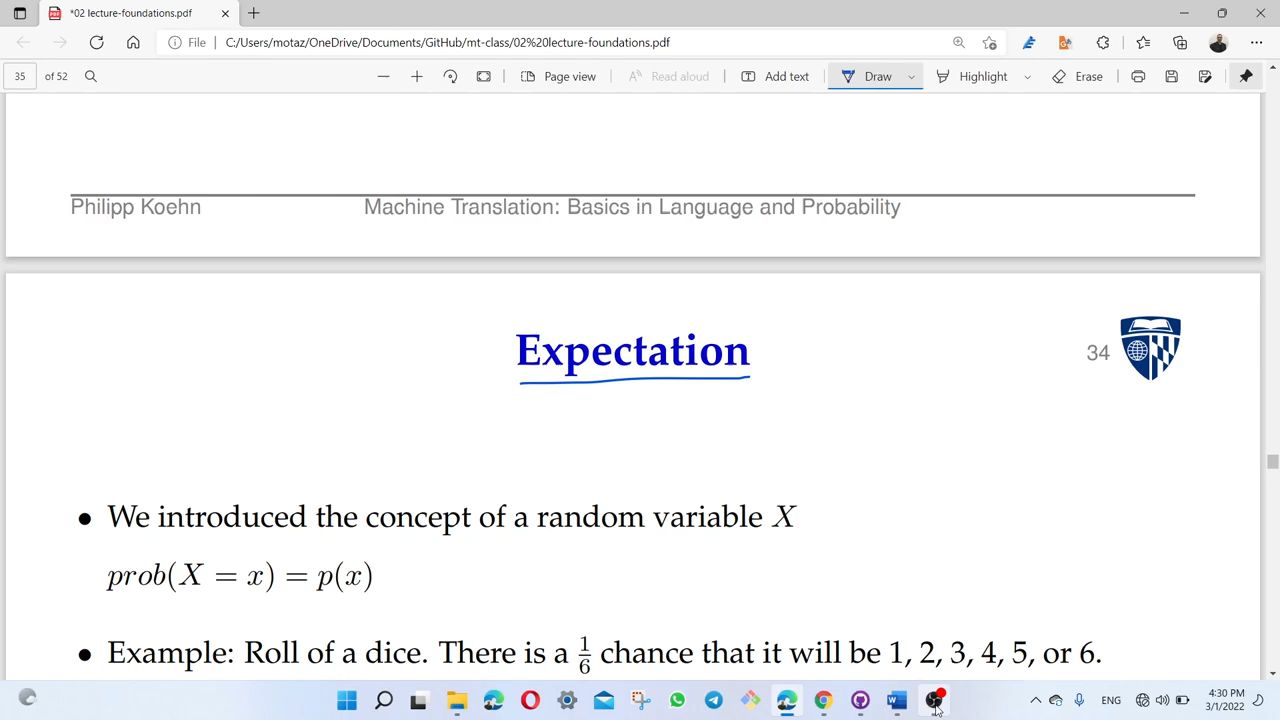 *02 lecture-foundations.pdf
File C:/Users/motaz/OneDrive/Documents/GitHub/mt-class/02%20lecture-foundations.pdf
35 of 52 Page view Read aloud Add text Draw Highlight Erase
Philipp Koehn Machine Translation: Basics in Language and Probability
Expectation
34
• We introduced the concept of a random variable X
prob(X = x) = p(x)
• Example: Roll of a dice. There is a 1/6 chance that it will be 1, 2, 3, 4, 5, or 6.
ENG
4:30 PM
3/1/2022